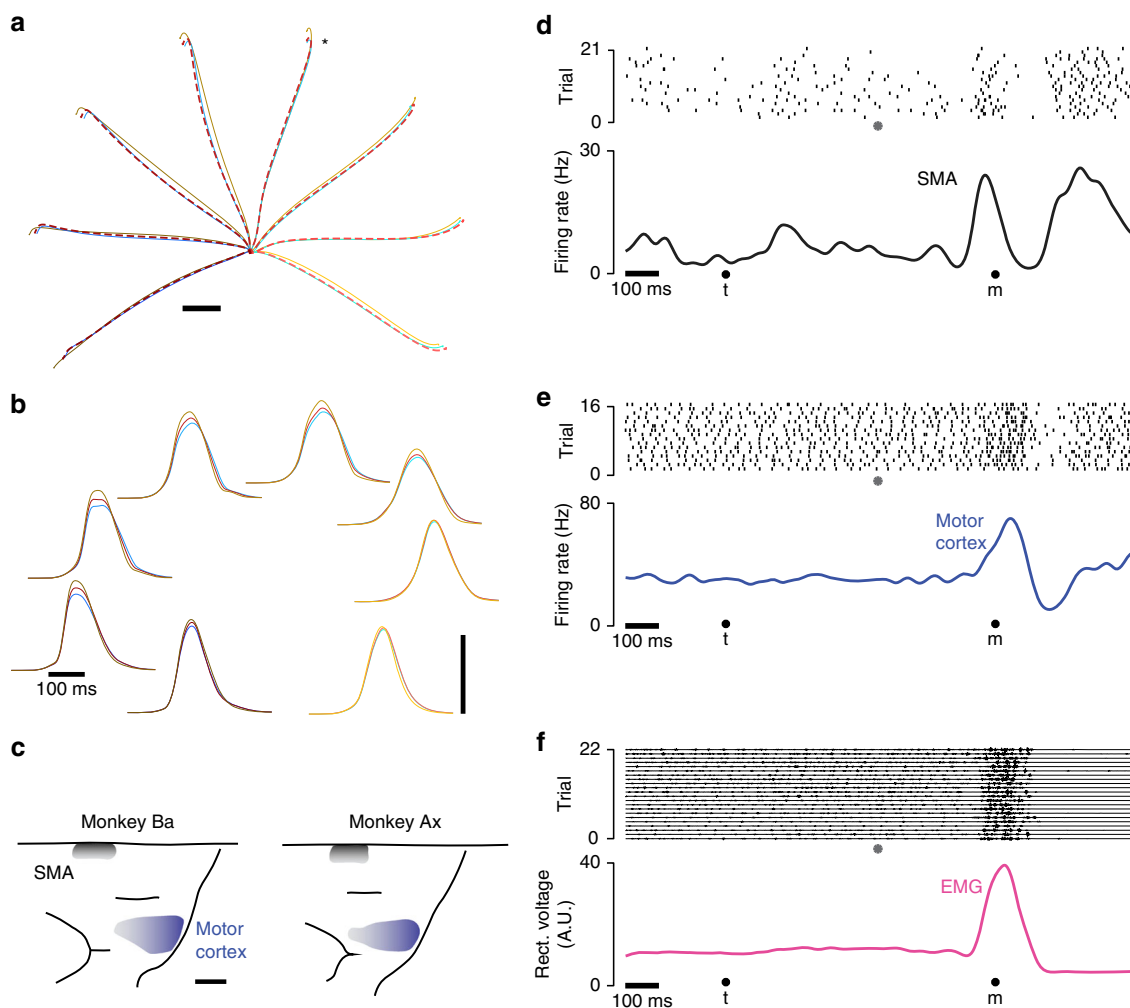 a
*
b
100 ms
c
Monkey Ba
Monkey Ax
SMA
Motor
cortex
d
21
Trial
0
30
Firing rate (Hz)
SMA
0
100 ms
t
m
e
16
Trial
0
80
Firing rate (Hz)
Motor
cortex
0
100 ms
t
m
f
22
Trial
0
40
Rect. voltage
(A.U.)
EMG
0
100 ms
t
m